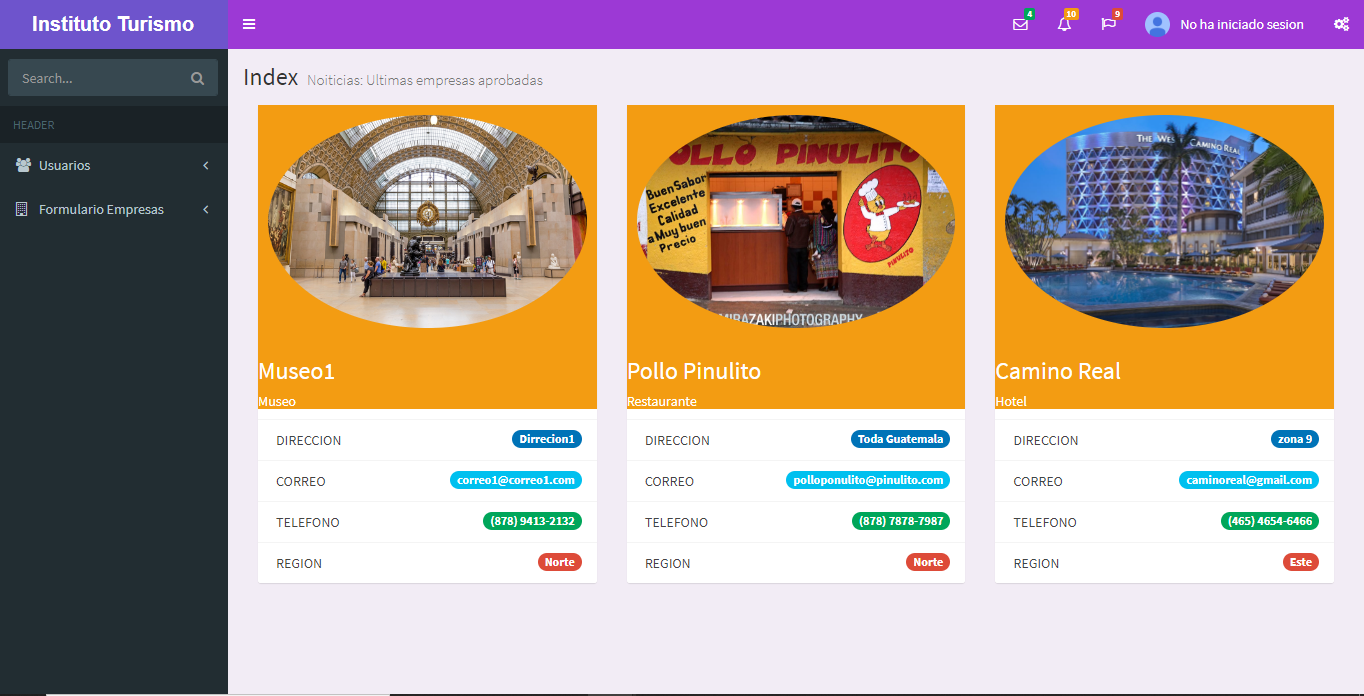 Instituto Turismo
4
10
9
No ha iniciado sesion
Search...
HEADER
Usuarios
Formulario Empresas
Index Noiticias: Ultimas empresas aprobadas
Museo1
Museo
DIRECCION Dirrecion1
CORREO correo1@correo1.com
TELEFONO (878) 9413-2132
REGION Norte
OLLO PINULITO
Buen Sabor
Excelente
Calidad
a Muy buen
Precio
PINULITO
MIRAZAKIPHOTOGRAPHY
Pollo Pinulito
Restaurante
DIRECCION Toda Guatemala
CORREO polloponulito@pinulito.com
TELEFONO (878) 7878-7987
REGION Norte
THE WES CAMINO REAL
Camino Real
Hotel
DIRECCION zona 9
CORREO caminoreal@gmail.com
TELEFONO (465) 4654-6466
REGION Este